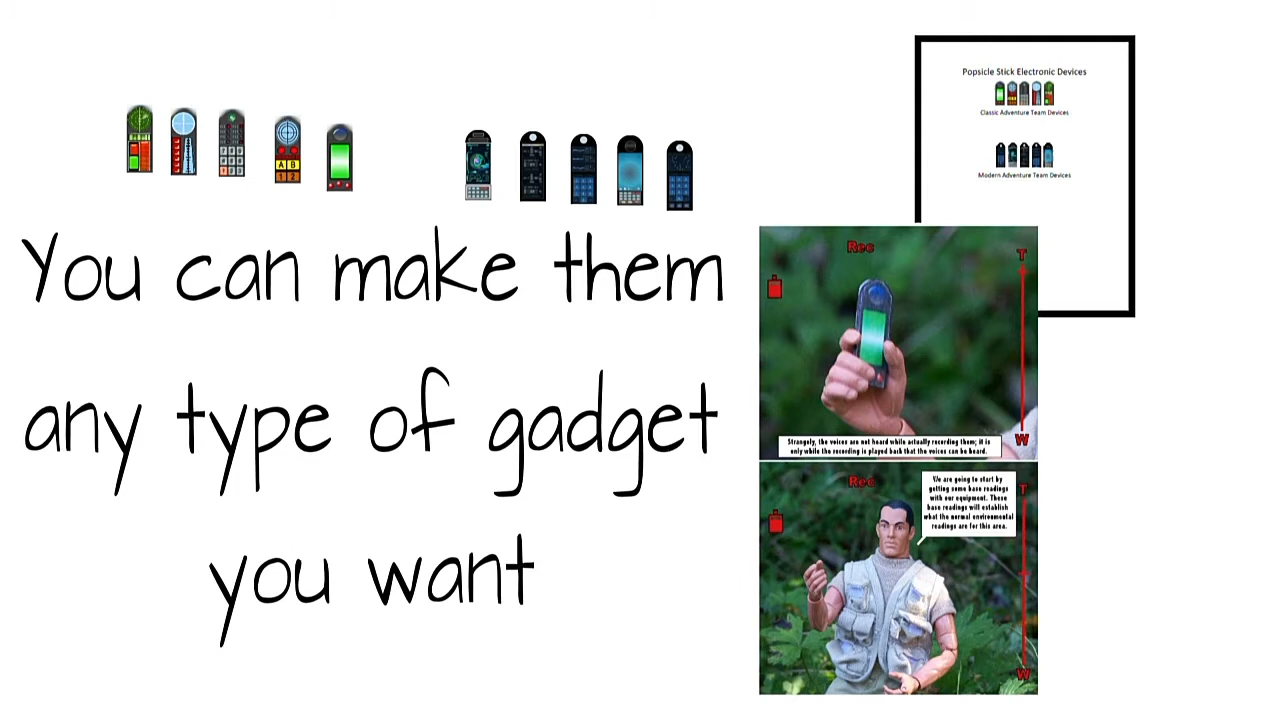 Popsicle Stick Electronic Devices
Classic Adventure Team Devices
Modern Adventure Team Devices
You can make them
any type of gadget
you want
A B
1 2
Rec
T
W
Strangely, the voices are not heard while actually recording them; it is
only while the recording is played back that the voices can be heard.
Rec
We are going to start by
getting some base readings
with our equipment. These
base readings will establish
what the normal environmental
readings are for this area.
T
W